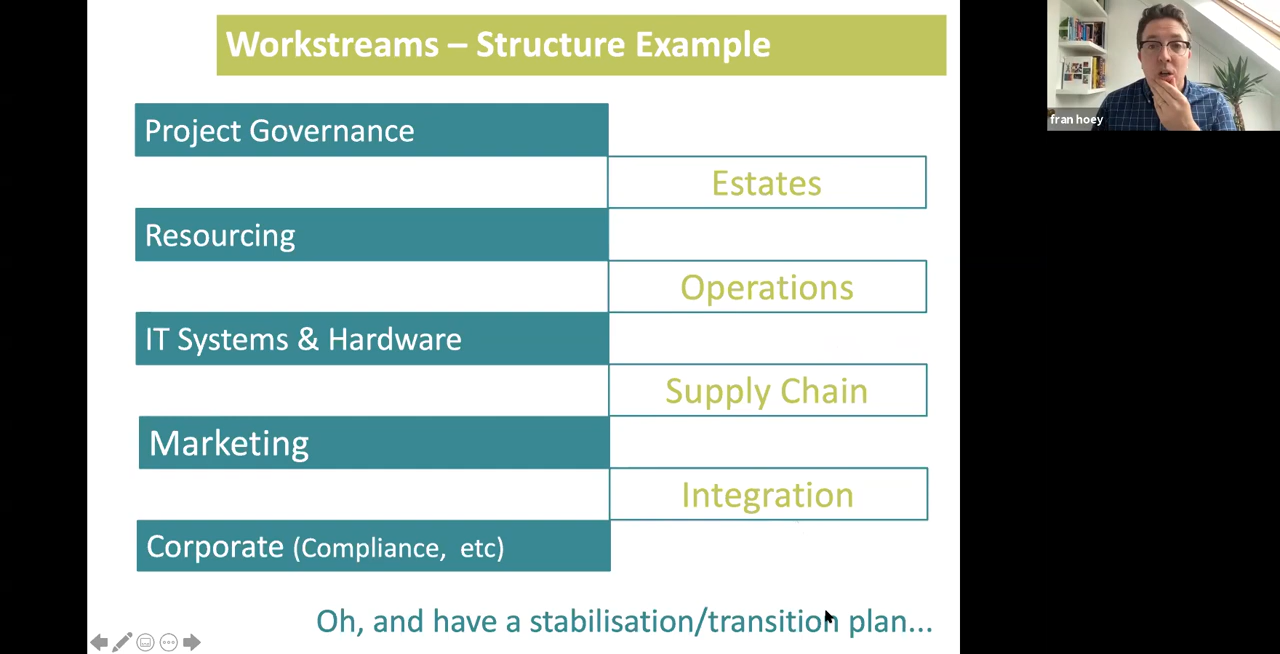 Workstreams – Structure Example
fran hoey
Project Governance
Estates
Resourcing
Operations
IT Systems & Hardware
Supply Chain
Marketing
Integration
Corporate (Compliance, etc)
Oh, and have a stabilisation/transition plan...